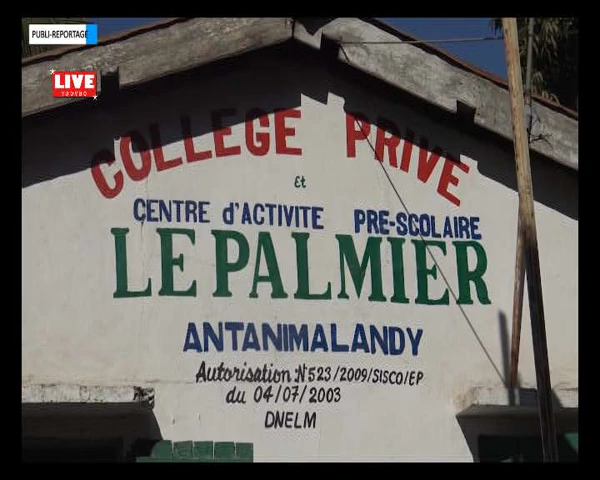 PUBLI-REPORTAGE
LIVE
COLLEGE PRIVE
et
CENTRE d'ACTIVITE PRE-SCOLAIRE
LE PALMIER
ANTANIMALANDY
Autorisation N°523/2009/SISCO/EP
du 04/07/2003
DNELM